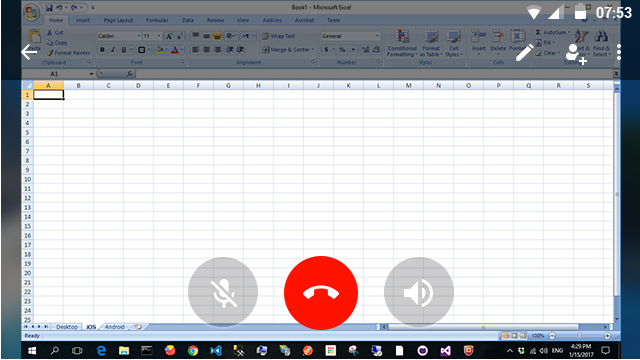 Book1 - Microsoft Excel
07:53
Home Insert Page Layout Formulas Data Review View Add-Ins Acrobat
Cut
Copy
Format Painter
Clipboard
Calibri 11
Font
Wrap Text
Merge & Center
Alignment
General
Number
Conditional Formatting
Format as Table
Cell Styles
Styles
Insert Delete Format
Cells
AutoSum
Fill
Clear
Find & Select
A1
A B C D E F G H I J K L M N O P Q R S
1
2
3
4
5
6
7
8
9
10
11
12
13
14
15
16
17
18
19
20
21
22
23
24
25
Desktop iOS Android
Ready 100%
ENG 4:29 PM
1/15/2017